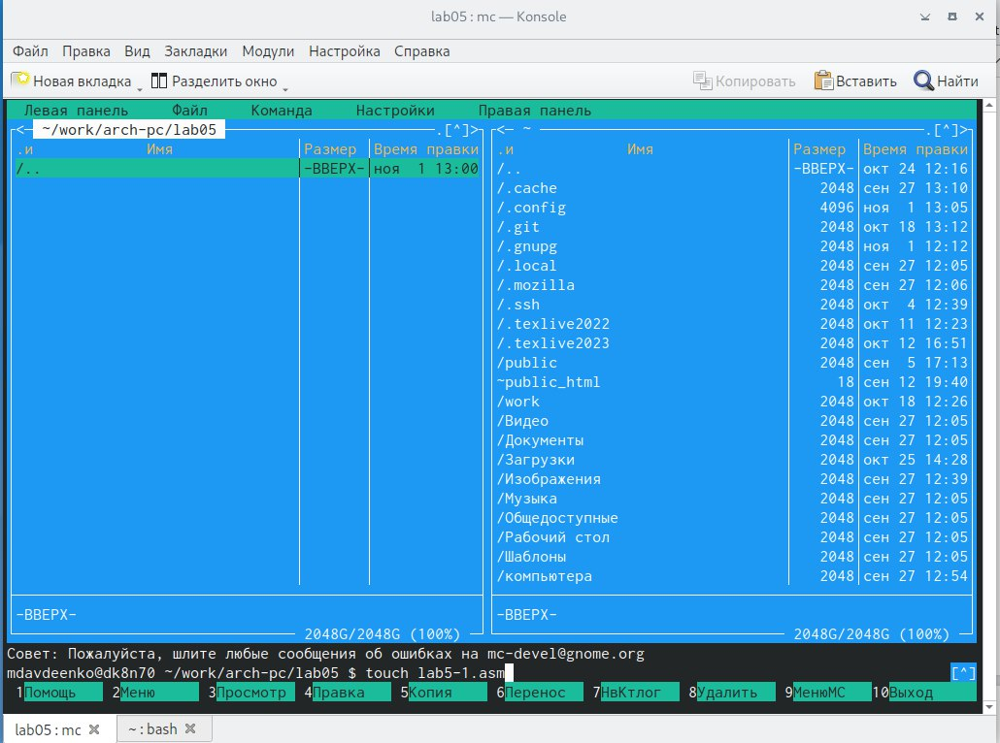 lab05 : mc — Konsole
Файл Правка Вид Закладки Модули Настройка Справка
Новая вкладка Разделить окно Копировать Вставить Найти
Левая панель Файл Команда Настройки Правая панель
<─ ~/work/arch-pc/lab05 .[^]> <─ ~ .[^]>
.и Имя Размер Время правки .и Имя Размер Время правки
/.. -ВВЕРХ- ноя 1 13:00 /.. -ВВЕРХ- окт 24 12:16
/.cache 2048 сен 27 13:10
/.config 4096 ноя 1 13:05
/.git 2048 окт 18 13:12
/.gnupg 2048 ноя 1 12:12
/.local 2048 сен 27 12:05
/.mozilla 2048 сен 27 12:06
/.ssh 2048 окт 4 12:39
/.texlive2022 2048 окт 11 12:23
/.texlive2023 2048 окт 12 16:51
/public 2048 сен 5 17:13
~public_html 18 сен 12 19:40
/work 2048 окт 18 12:26
/Видео 2048 сен 27 12:05
/Документы 2048 сен 27 12:05
/Загрузки 2048 окт 25 14:28
/Изображения 2048 сен 27 12:39
/Музыка 2048 сен 27 12:05
/Общедоступные 2048 сен 27 12:05
/Рабочий стол 2048 сен 27 12:05
/Шаблоны 2048 сен 27 12:05
/компьютера 2048 сен 27 12:54
-ВВЕРХ- -ВВЕРХ-
2048G/2048G (100%) 2048G/2048G (100%)
Совет: Пожалуйста, шлите любые сообщения об ошибках на mc-devel@gnome.org
mdavdeenko@dk8n70 ~/work/arch-pc/lab05 $ touch lab5-1.asm [^]
1Помощь 2Меню 3Просмотр 4Правка 5Копия 6Перенос 7НвКтлог 8Удалить 9МенюМС 10Выход
lab05 : mc ~ : bash